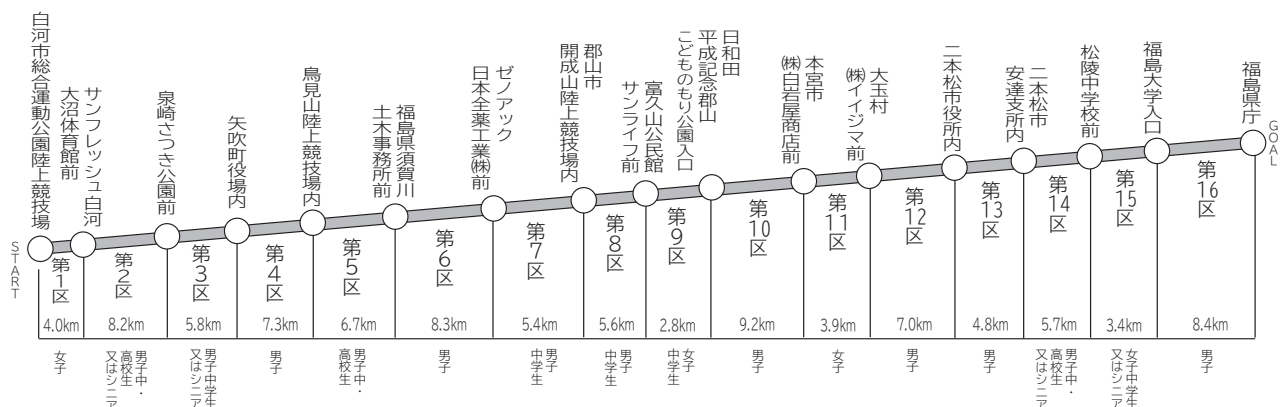 白河市総合運動公園陸上競技場
サンフレッシュ白河
大沼体育館前
泉崎さつき公園前
矢吹町役場内
鳥見山陸上競技場内
福島県須賀川
土木事務所前
ゼノアック
日本全薬工業㈱前
郡山市
開成山陸上競技場内
富久山公民館
サンライフ前
日和田
平成記念郡山
こどものもり公園入口
本宮市
㈱白岩屋商店前
大玉村
㈱イイジマ前
二本松市役所内
二本松市
安達支所内
松陵中学校前
福島大学入口
福島県庁
START
GOAL
第1区
第2区
第3区
第4区
第5区
第6区
第7区
第8区
第9区
第10区
第11区
第12区
第13区
第14区
第15区
第16区
4.0km
8.2km
5.8km
7.3km
6.7km
8.3km
5.4km
5.6km
2.8km
9.2km
3.9km
7.0km
4.8km
5.7km
3.4km
8.4km
女子
男子中・
高校生
又はシニア
男子中学生
又はシニア
男子
男子中・
高校生
男子
男子
中学生
男子
中学生
女子
中学生
男子
女子
男子
男子
男子中・
高校生
又はシニア
女子中学生
又はシニア
男子